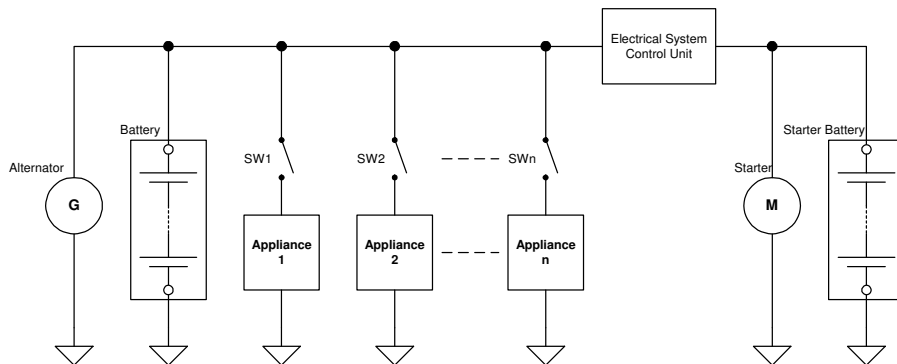 Electrical System
Control Unit
Battery
Starter Battery
Alternator
SW1
SW2
SWn
Starter
G
M
Appliance
1
Appliance
2
Appliance
n